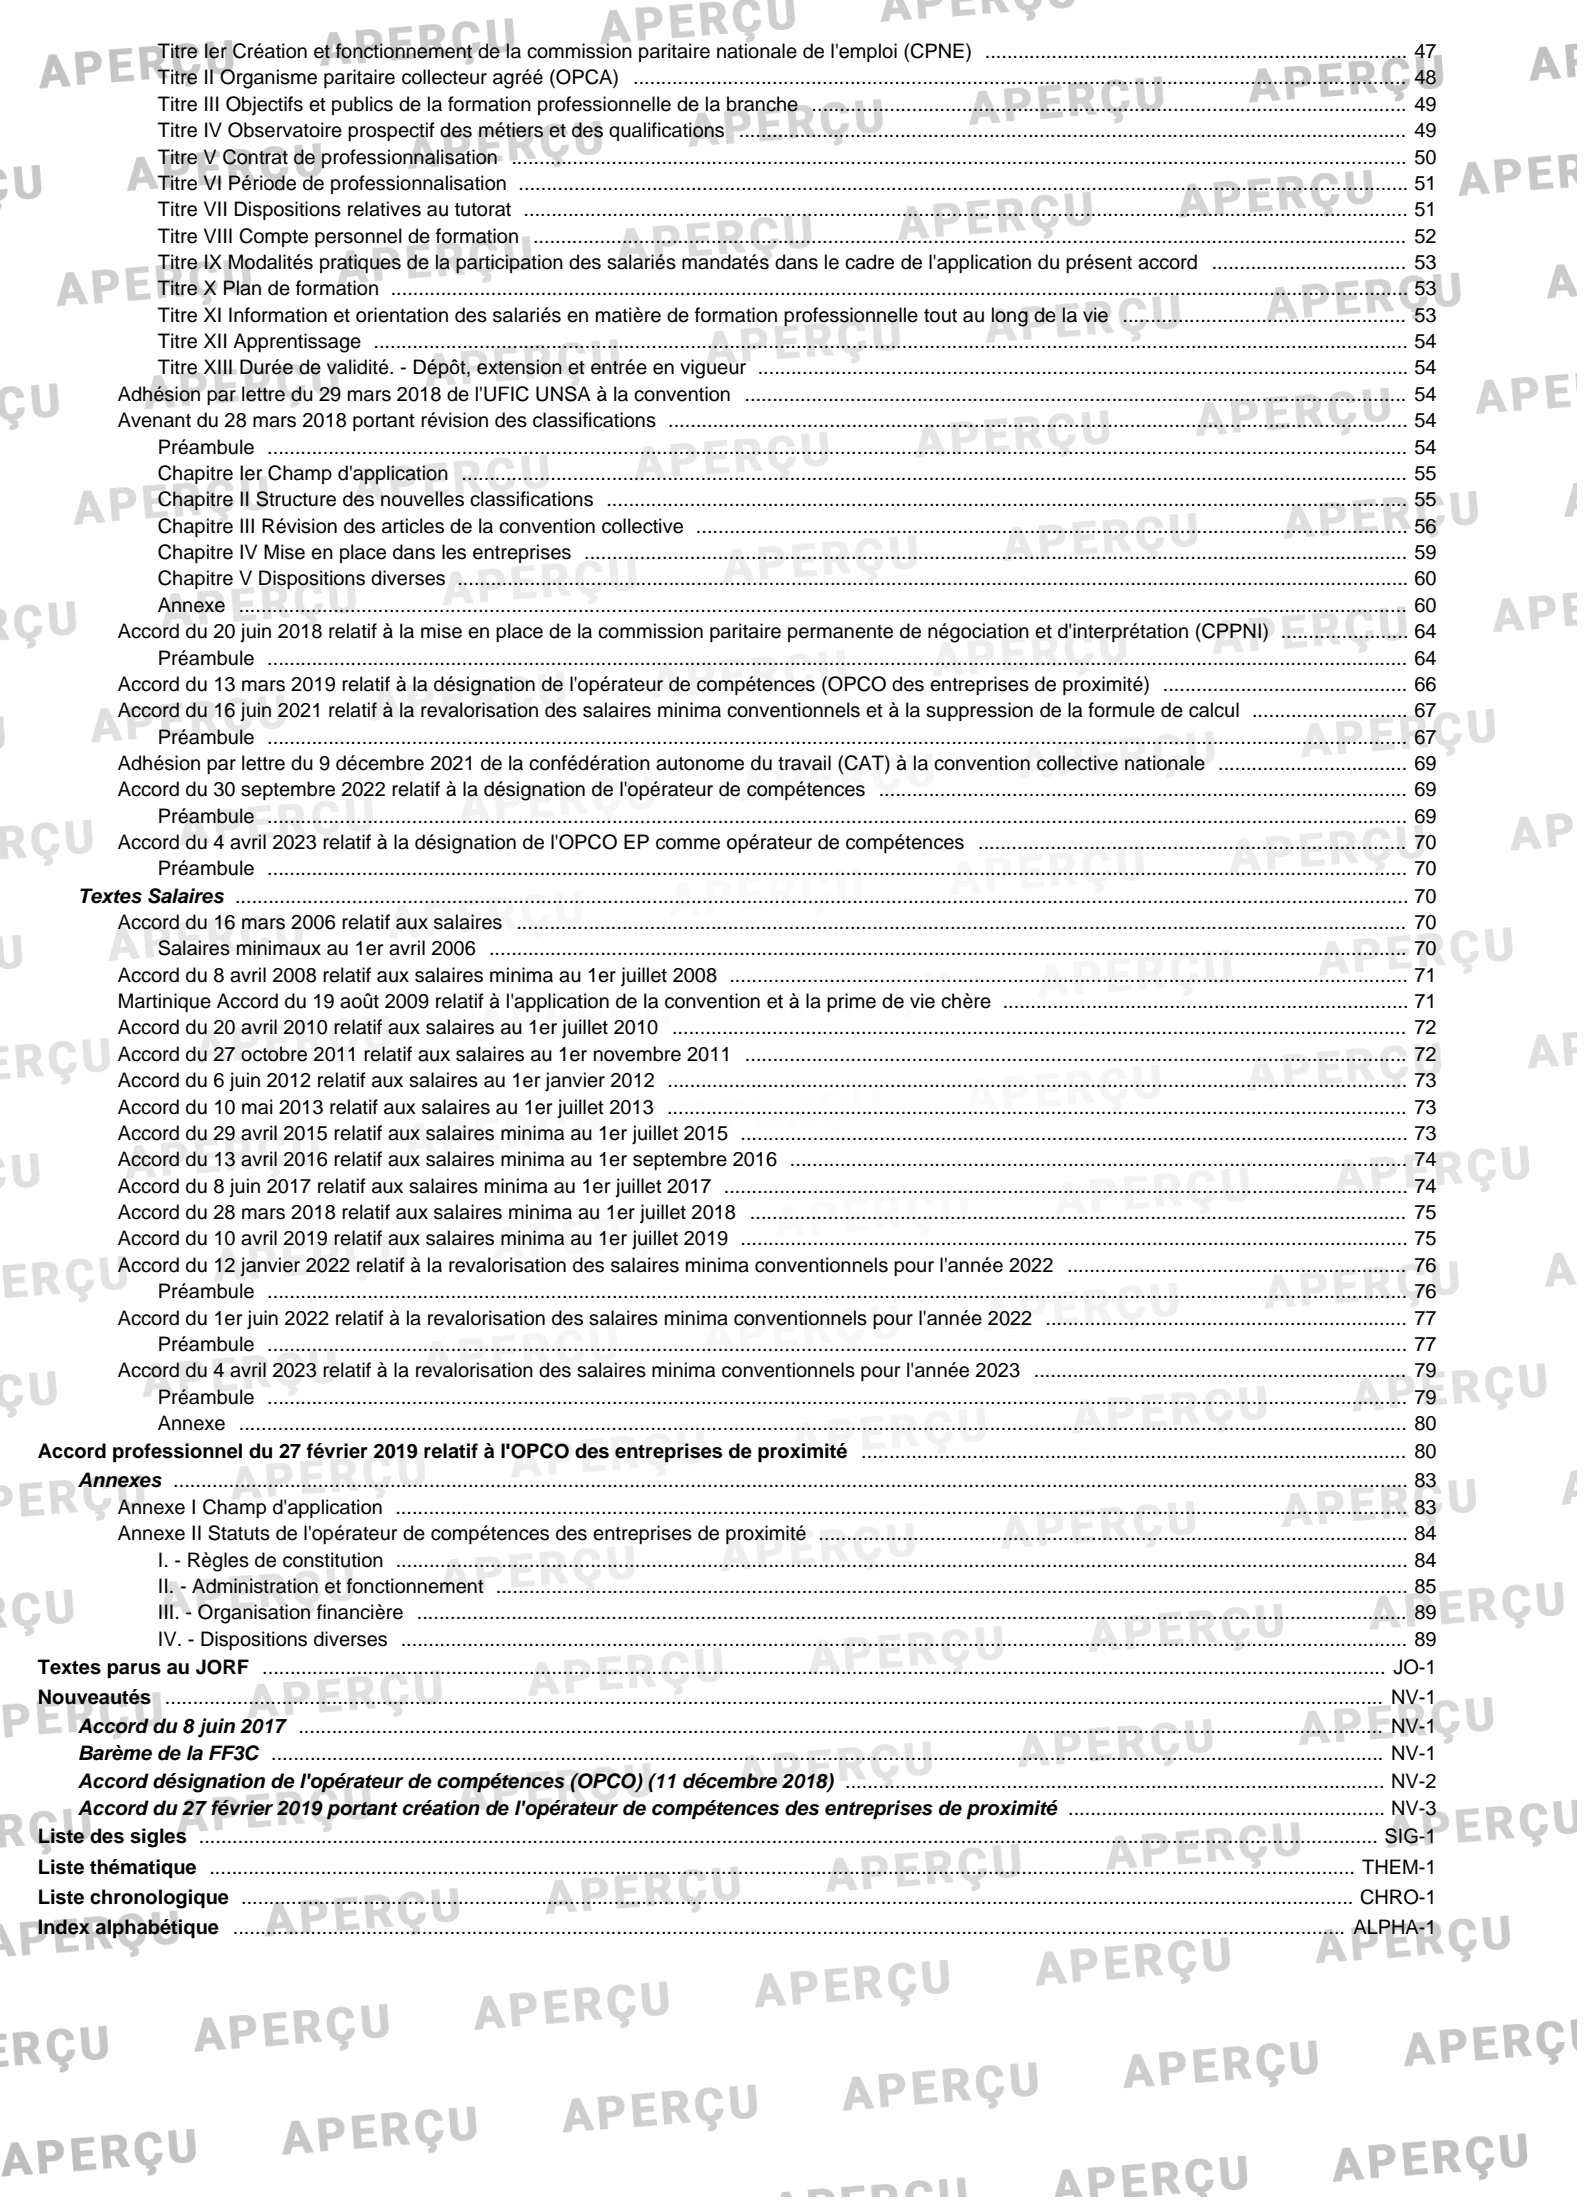 Titre Ier Création et fonctionnement de la commission paritaire nationale de l'emploi (CPNE) ... 47
Titre II Organisme paritaire collecteur agréé (OPCA) ... 48
Titre III Objectifs et publics de la formation professionnelle de la branche ... 49
Titre IV Observatoire prospectif des métiers et des qualifications ... 49
Titre V Contrat de professionnalisation ... 50
Titre VI Période de professionnalisation ... 51
Titre VII Dispositions relatives au tutorat ... 51
Titre VIII Compte personnel de formation ... 52
Titre IX Modalités pratiques de la participation des salariés mandatés dans le cadre de l'application du présent accord ... 53
Titre X Plan de formation ... 53
Titre XI Information et orientation des salariés en matière de formation professionnelle tout au long de la vie ... 53
Titre XII Apprentissage ... 54
Titre XIII Durée de validité. - Dépôt, extension et entrée en vigueur ... 54
Adhésion par lettre du 29 mars 2018 de l'UFIC UNSA à la convention ... 54
Avenant du 28 mars 2018 portant révision des classifications ... 54
Préambule ... 54
Chapitre Ier Champ d'application ... 55
Chapitre II Structure des nouvelles classifications ... 55
Chapitre III Révision des articles de la convention collective ... 56
Chapitre IV Mise en place dans les entreprises ... 59
Chapitre V Dispositions diverses ... 60
Annexe ... 60
Accord du 20 juin 2018 relatif à la mise en place de la commission paritaire permanente de négociation et d'interprétation (CPPNI) ... 64
Préambule ... 64
Accord du 13 mars 2019 relatif à la désignation de l'opérateur de compétences (OPCO des entreprises de proximité) ... 66
Accord du 16 juin 2021 relatif à la revalorisation des salaires minima conventionnels et à la suppression de la formule de calcul ... 67
Préambule ... 67
Adhésion par lettre du 9 décembre 2021 de la confédération autonome du travail (CAT) à la convention collective nationale ... 69
Accord du 30 septembre 2022 relatif à la désignation de l'opérateur de compétences ... 69
Préambule ... 69
Accord du 4 avril 2023 relatif à la désignation de l'OPCO EP comme opérateur de compétences ... 70
Préambule ... 70
Textes Salaires ... 70
Accord du 16 mars 2006 relatif aux salaires ... 70
Salaires minimaux au 1er avril 2006 ... 70
Accord du 8 avril 2008 relatif aux salaires minima au 1er juillet 2008 ... 71
Martinique Accord du 19 août 2009 relatif à l'application de la convention et à la prime de vie chère ... 71
Accord du 20 avril 2010 relatif aux salaires au 1er juillet 2010 ... 72
Accord du 27 octobre 2011 relatif aux salaires au 1er novembre 2011 ... 72
Accord du 6 juin 2012 relatif aux salaires au 1er janvier 2012 ... 73
Accord du 10 mai 2013 relatif aux salaires au 1er juillet 2013 ... 73
Accord du 29 avril 2015 relatif aux salaires minima au 1er juillet 2015 ... 73
Accord du 13 avril 2016 relatif aux salaires minima au 1er septembre 2016 ... 74
Accord du 8 juin 2017 relatif aux salaires minima au 1er juillet 2017 ... 74
Accord du 28 mars 2018 relatif aux salaires minima au 1er juillet 2018 ... 75
Accord du 10 avril 2019 relatif aux salaires minima au 1er juillet 2019 ... 75
Accord du 12 janvier 2022 relatif à la revalorisation des salaires minima conventionnels pour l'année 2022 ... 76
Préambule ... 76
Accord du 1er juin 2022 relatif à la revalorisation des salaires minima conventionnels pour l'année 2022 ... 77
Préambule ... 77
Accord du 4 avril 2023 relatif à la revalorisation des salaires minima conventionnels pour l'année 2023 ... 79
Préambule ... 79
Annexe ... 80
Accord professionnel du 27 février 2019 relatif à l'OPCO des entreprises de proximité ... 80
Annexes ... 83
Annexe I Champ d'application ... 83
Annexe II Statuts de l'opérateur de compétences des entreprises de proximité ... 84
I. - Règles de constitution ... 84
II. - Administration et fonctionnement ... 85
III. - Organisation financière ... 89
IV. - Dispositions diverses ... 89
Textes parus au JORF ... JO-1
Nouveautés ... NV-1
Accord du 8 juin 2017 ... NV-1
Barème de la FF3C ... NV-1
Accord désignation de l'opérateur de compétences (OPCO) (11 décembre 2018) ... NV-2
Accord du 27 février 2019 portant création de l'opérateur de compétences des entreprises de proximité ... NV-3
Liste des sigles ... SIG-1
Liste thématique ... THEM-1
Liste chronologique ... CHRO-1
Index alphabétique ... ALPHA-1
APERÇU